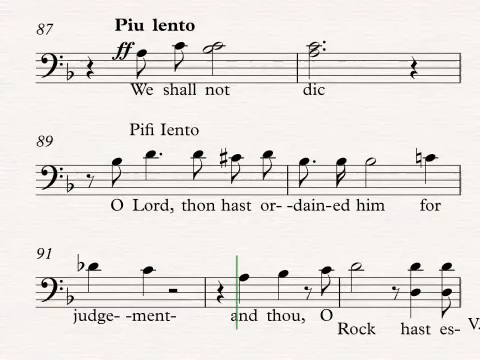 87
Piu lento
ff
We shall not dic
89
Pifi Iento
O Lord, thon hast or- -dain-ed him for
91
judge- -ment- and thou, O
Rock hast es- V.